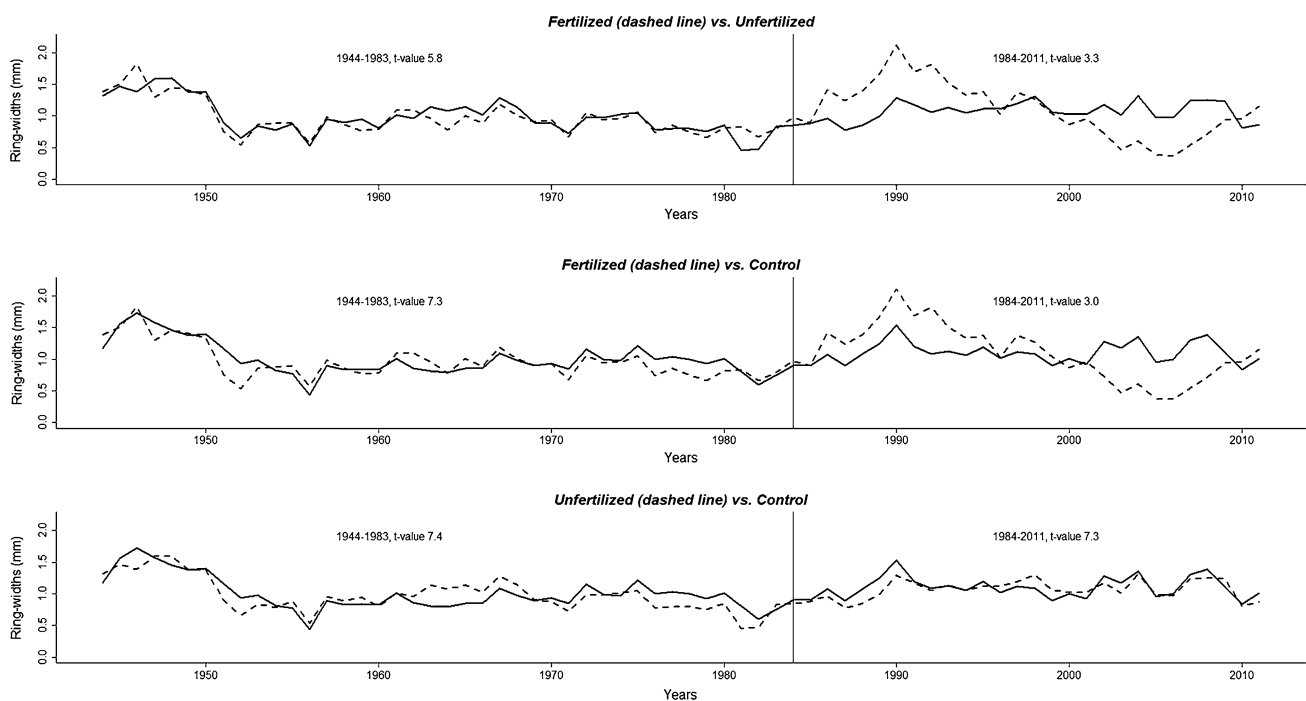 Fertilized (dashed line) vs. Unfertilized
1944-1983, t-value 5.8
1984-2011, t-value 3.3
Ring-widths (mm)
2.0
1.5
1.0
0.5
0.0
1950 1960 1970 1980 1990 2000 2010
Years
Fertilized (dashed line) vs. Control
1944-1983, t-value 7.3
1984-2011, t-value 3.0
Ring-widths (mm)
2.0
1.5
1.0
0.5
0.0
1950 1960 1970 1980 1990 2000 2010
Years
Unfertilized (dashed line) vs. Control
1944-1983, t-value 7.4
1984-2011, t-value 7.3
Ring-widths (mm)
2.0
1.5
1.0
0.5
0.0
1950 1960 1970 1980 1990 2000 2010
Years